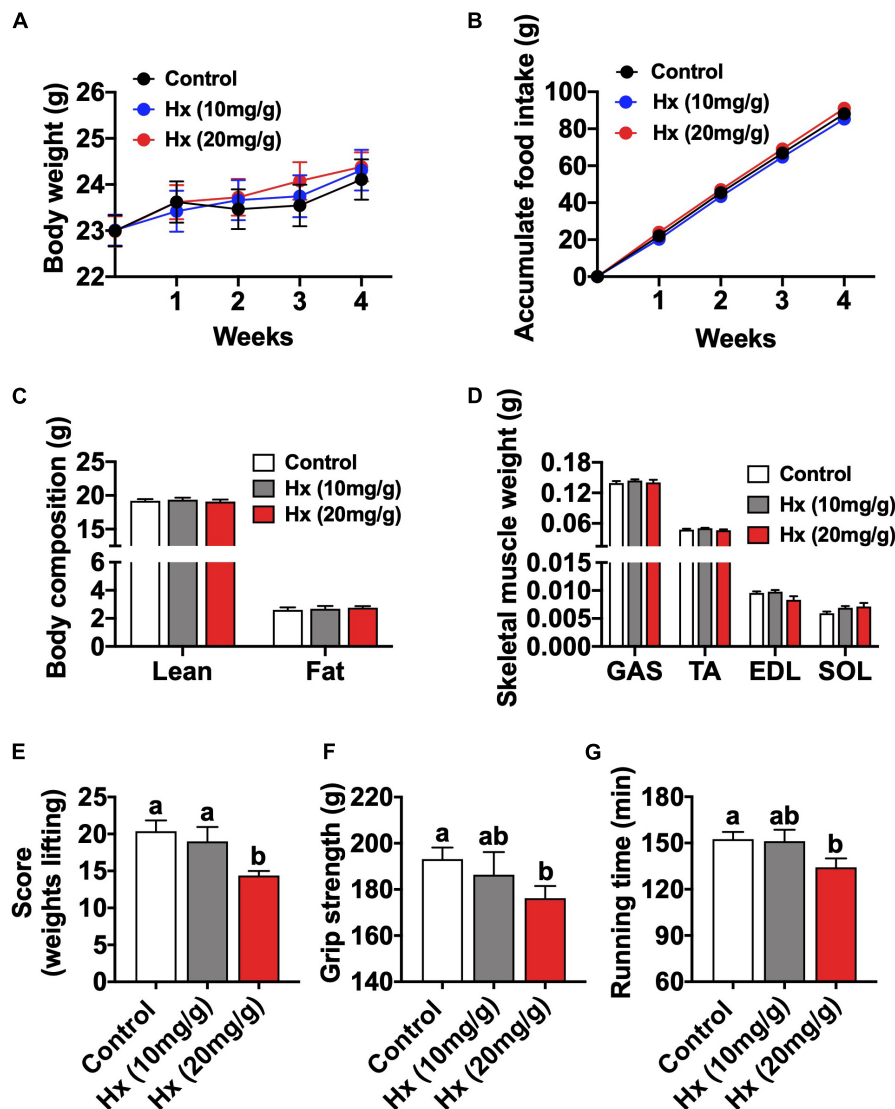 A
Body weight (g)
26
25
24
23
22
Control
Hx (10mg/g)
Hx (20mg/g)
1 2 3 4
Weeks
B
Accumulate food intake (g)
100
80
60
40
20
0
Control
Hx (10mg/g)
Hx (20mg/g)
1 2 3 4
Weeks
C
Body composition (g)
25
20
15
6
4
2
0
Control
Hx (10mg/g)
Hx (20mg/g)
Lean Fat
D
Skeletal muscle weight (g)
0.18
0.12
0.06
0.015
0.010
0.005
0.000
Control
Hx (10mg/g)
Hx (20mg/g)
GAS TA EDL SOL
E
Score
(weights lifting)
25
20
15
10
5
0
a a b
Control
Hx (10mg/g)
Hx (20mg/g)
F
Grip strength (g)
220
200
180
160
140
a ab b
Control
Hx (10mg/g)
Hx (20mg/g)
G
Running time (min)
180
150
120
90
60
a ab b
Control
Hx (10mg/g)
Hx (20mg/g)